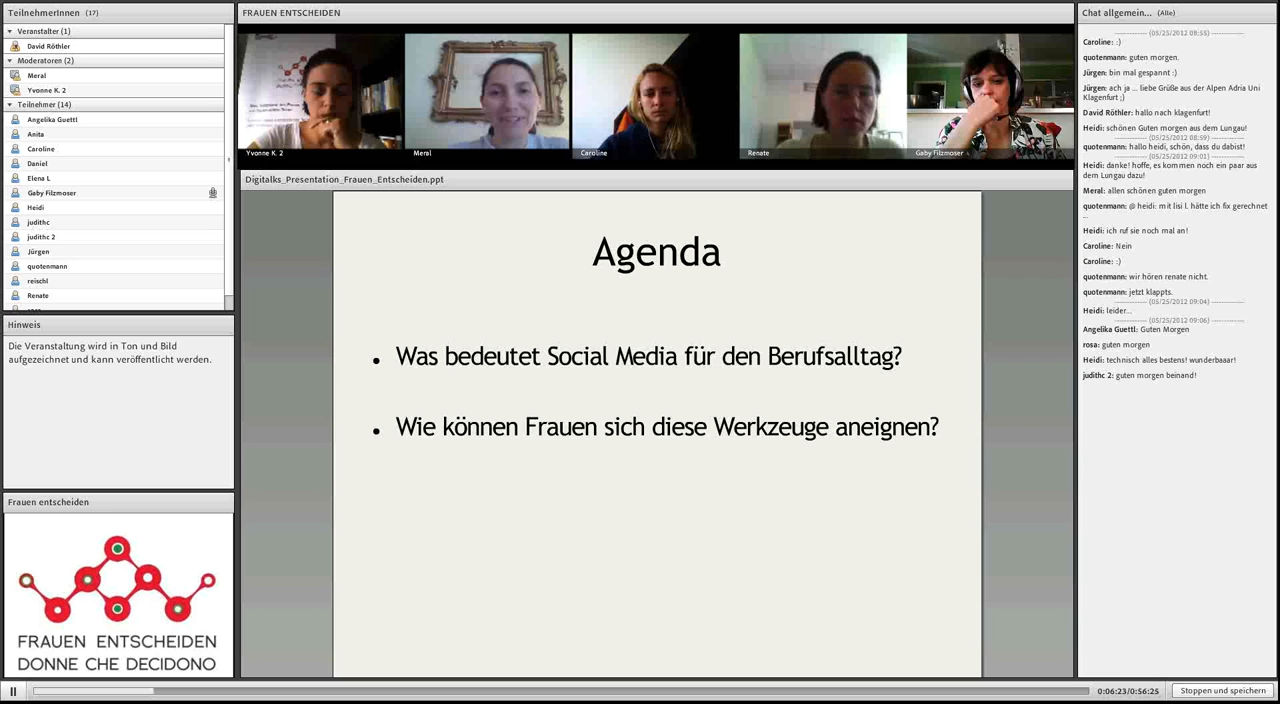 TeilnehmerInnen (17)
Veranstalter (1)
David Röthler
Moderatoren (2)
Meral
Yvonne K. 2
Teilnehmer (14)
Angelika Guettl
Anita
Caroline
Daniel
Elena L
Gaby Filzmoser
Heidi
judithc
judithc 2
Jürgen
quotenmann
reischl
Renate
Hinweis
Die Veranstaltung wird in Ton und Bild
aufgezeichnet und kann veröffentlicht werden.
Frauen entscheiden
FRAUEN ENTSCHEIDEN
DONNE CHE DECIDONO
FRAUEN ENTSCHEIDEN
Yvonne K. 2
Meral
Caroline
Renate
Gaby Filzmoser
Digitalks_Presentation_Frauen_Entscheiden.ppt
Agenda
• Was bedeutet Social Media für den Berufsalltag?
• Wie können Frauen sich diese Werkzeuge aneignen?
Chat allgemein... (Alle)
------------ (05/25/2012 08:55) ------------
Caroline: :)
quotenmann: guten morgen.
Jürgen: bin mal gespannt :)
Jürgen: ach ja ... liebe Grüße aus der Alpen Adria Uni
Klagenfurt ;)
David Röthler: hallo nach klagenfurt!
Heidi: schönen Guten morgen aus dem Lungau!
------------ (05/25/2012 08:59) ------------
quotenmann: hallo heidi, schön, dass du dabist!
------------ (05/25/2012 09:01) ------------
Heidi: danke! hoffe, es kommen noch ein paar aus
dem Lungau dazu!
Meral: allen schönen guten morgen
quotenmann: @ heidi: mit lisi l. hätte ich fix gerechnet
...
Heidi: ich ruf sie noch mal an!
Caroline: Nein
Caroline: :)
quotenmann: wir hören renate nicht.
quotenmann: jetzt klappts.
------------ (05/25/2012 09:04) ------------
Heidi: leider...
------------ (05/25/2012 09:06) ------------
Angelika Guettl: Guten Morgen
rosa: guten morgen
Heidi: technisch alles bestens! wunderbaaar!
judithc 2: guten morgen beinand!
0:06:23/0:56:25
Stoppen und speichern